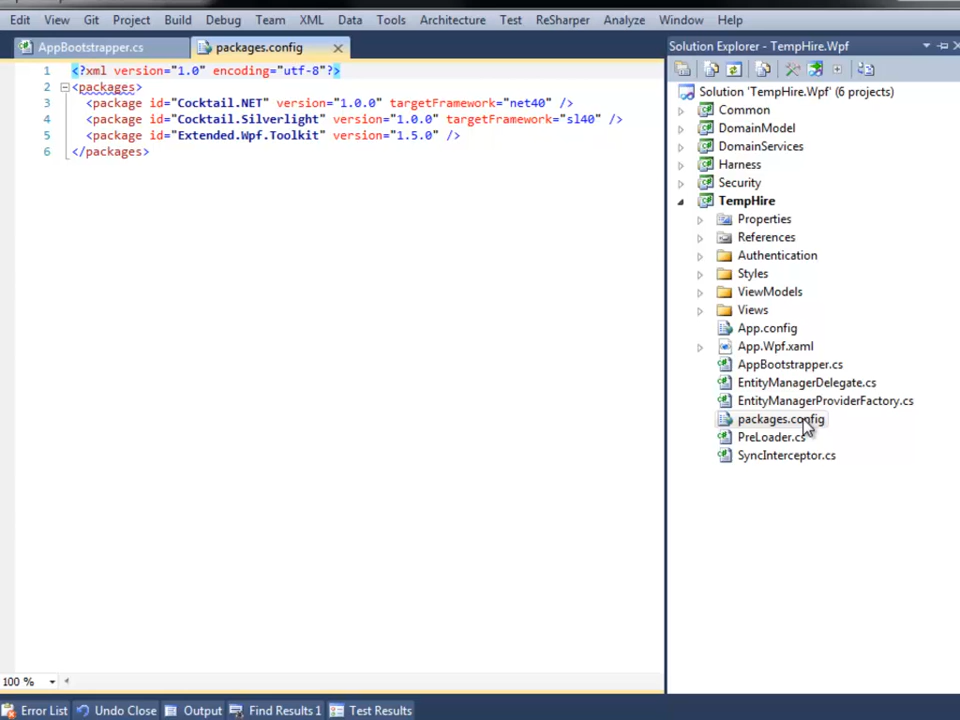 Edit View Git Project Build Debug Team XML Data Tools Architecture Test ReSharper Analyze Window Help
AppBootstrapper.cs packages.config
1 <?xml version="1.0" encoding="utf-8"?>
2 <packages>
3 <package id="Cocktail.NET" version="1.0.0" targetFramework="net40" />
4 <package id="Cocktail.Silverlight" version="1.0.0" targetFramework="sl40" />
5 <package id="Extended.Wpf.Toolkit" version="1.5.0" />
6 </packages>
100 %
Solution Explorer - TempHire.Wpf
Solution 'TempHire.Wpf' (6 projects)
Common
DomainModel
DomainServices
Harness
Security
TempHire
Properties
References
Authentication
Styles
ViewModels
Views
App.config
App.Wpf.xaml
AppBootstrapper.cs
EntityManagerDelegate.cs
EntityManagerProviderFactory.cs
packages.config
PreLoader.cs
SyncInterceptor.cs
Error List Undo Close Output Find Results 1 Test Results